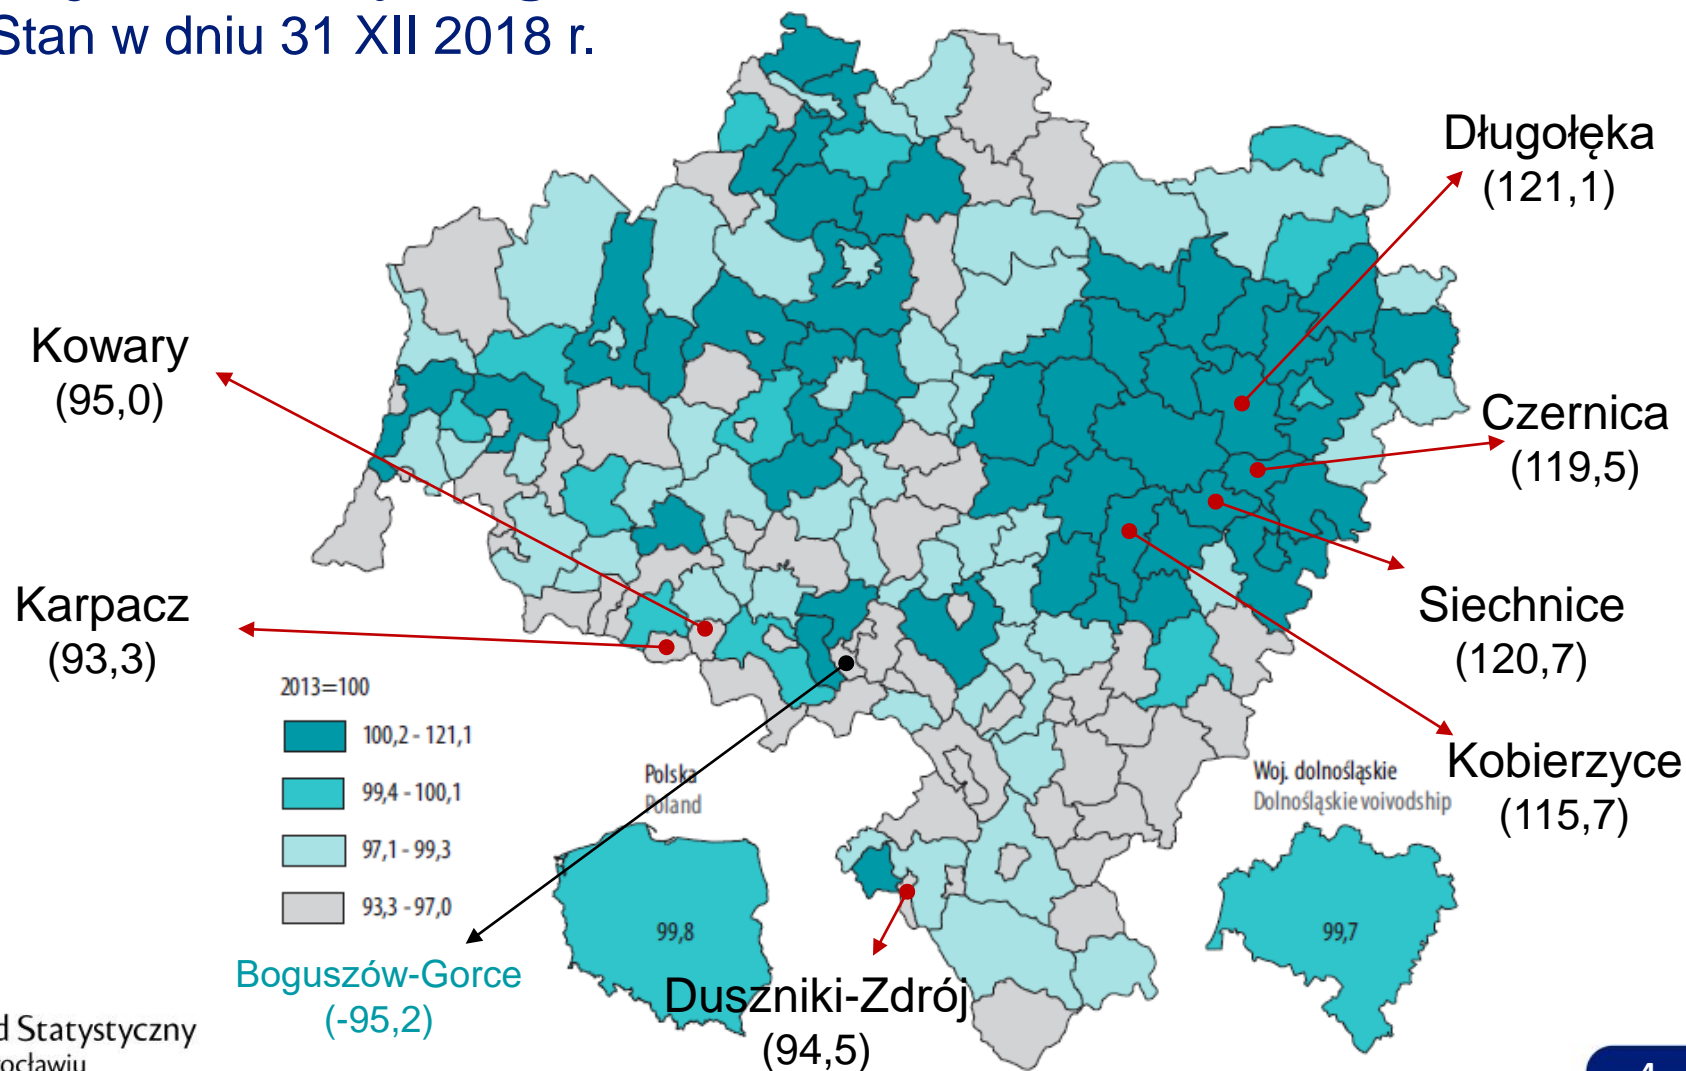 Stan w dniu 31 XII 2018 r.
Długołęka
(121,1)
Kowary
(95,0)
Czernica
(119,5)
Karpacz
(93,3)
Siechnice
(120,7)
2013=100
100,2 - 121,1
99,4 - 100,1
97,1 - 99,3
93,3 - 97,0
Polska
Poland
Woj. dolnośląskie
Dolnośląskie voivodship
Kobierzyce
(115,7)
99,8
99,7
Boguszów-Gorce
(-95,2)
Duszniki-Zdrój
(94,5)
d Statystyczny
rocławiu
4